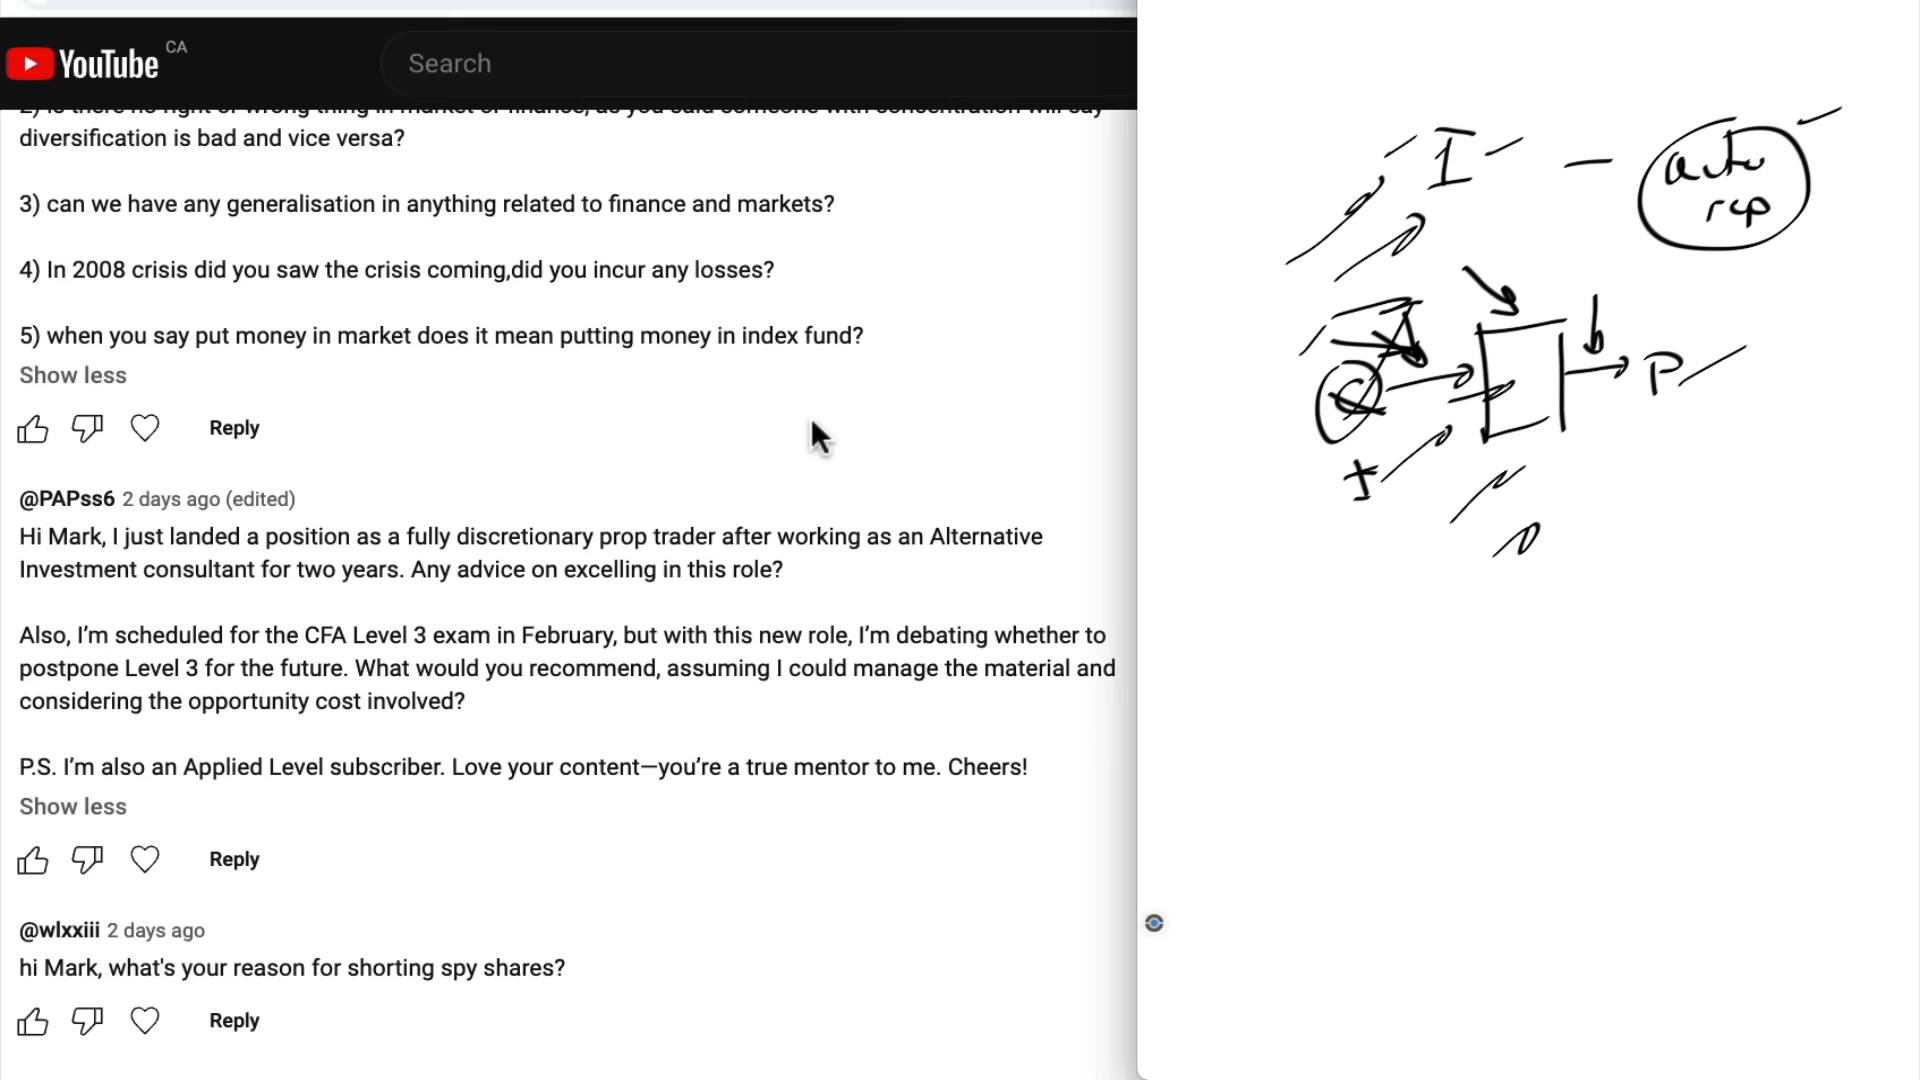 YouTube CA
Search
diversification is bad and vice versa?
3) can we have any generalisation in anything related to finance and markets?
4) In 2008 crisis did you saw the crisis coming,did you incur any losses?
5) when you say put money in market does it mean putting money in index fund?
Show less
Reply
@PAPss6 2 days ago (edited)
Hi Mark, I just landed a position as a fully discretionary prop trader after working as an Alternative
Investment consultant for two years. Any advice on excelling in this role?
Also, I’m scheduled for the CFA Level 3 exam in February, but with this new role, I’m debating whether to
postpone Level 3 for the future. What would you recommend, assuming I could manage the material and
considering the opportunity cost involved?
P.S. I’m also an Applied Level subscriber. Love your content—you’re a true mentor to me. Cheers!
Show less
Reply
@wlxxiii 2 days ago
hi Mark, what's your reason for shorting spy shares?
Reply
I - auto
rep
b
P